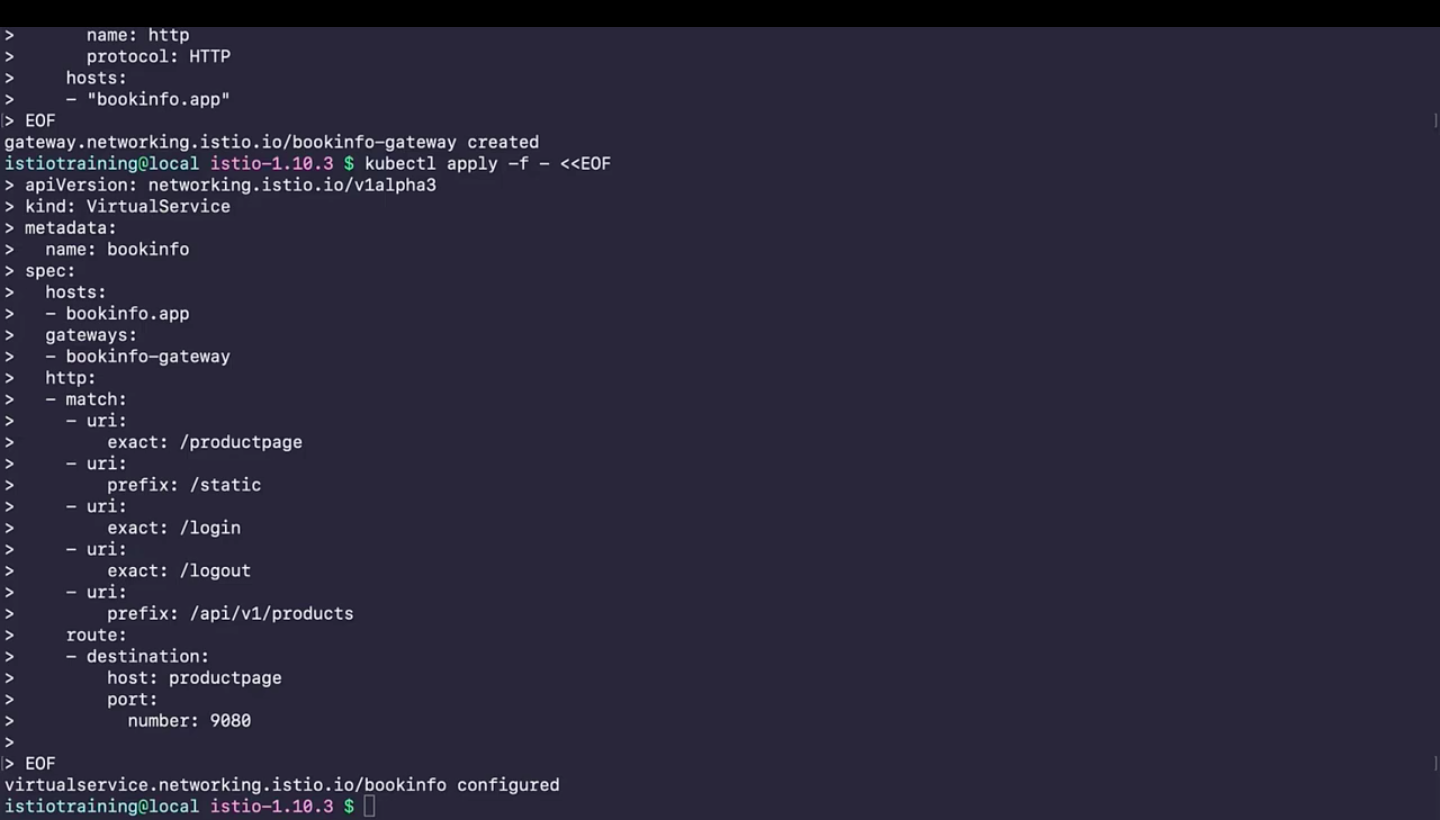 >       name: http
>       protocol: HTTP
>     hosts:
>     - "bookinfo.app"
> EOF
gateway.networking.istio.io/bookinfo-gateway created
istiotraining@local istio-1.10.3 $ kubectl apply -f - <<EOF
> apiVersion: networking.istio.io/v1alpha3
> kind: VirtualService
> metadata:
>   name: bookinfo
> spec:
>   hosts:
>   - bookinfo.app
>   gateways:
>   - bookinfo-gateway
>   http:
>   - match:
>     - uri:
>         exact: /productpage
>     - uri:
>         prefix: /static
>     - uri:
>         exact: /login
>     - uri:
>         exact: /logout
>     - uri:
>         prefix: /api/v1/products
>     route:
>     - destination:
>         host: productpage
>         port:
>           number: 9080
>
> EOF
virtualservice.networking.istio.io/bookinfo configured
istiotraining@local istio-1.10.3 $